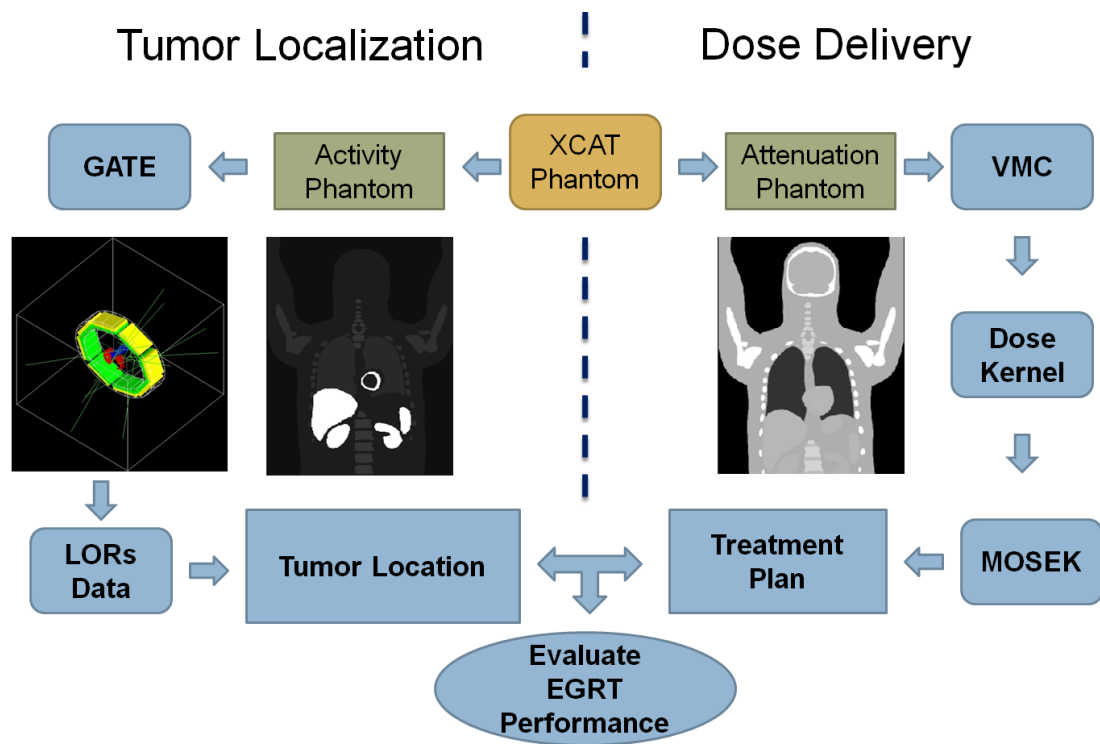 Tumor Localization
Dose Delivery
GATE
Activity
Phantom
XCAT
Phantom
Attenuation
Phantom
VMC
Dose
Kernel
LORs
Data
Tumor Location
Treatment
Plan
MOSEK
Evaluate
EGRT
Performance